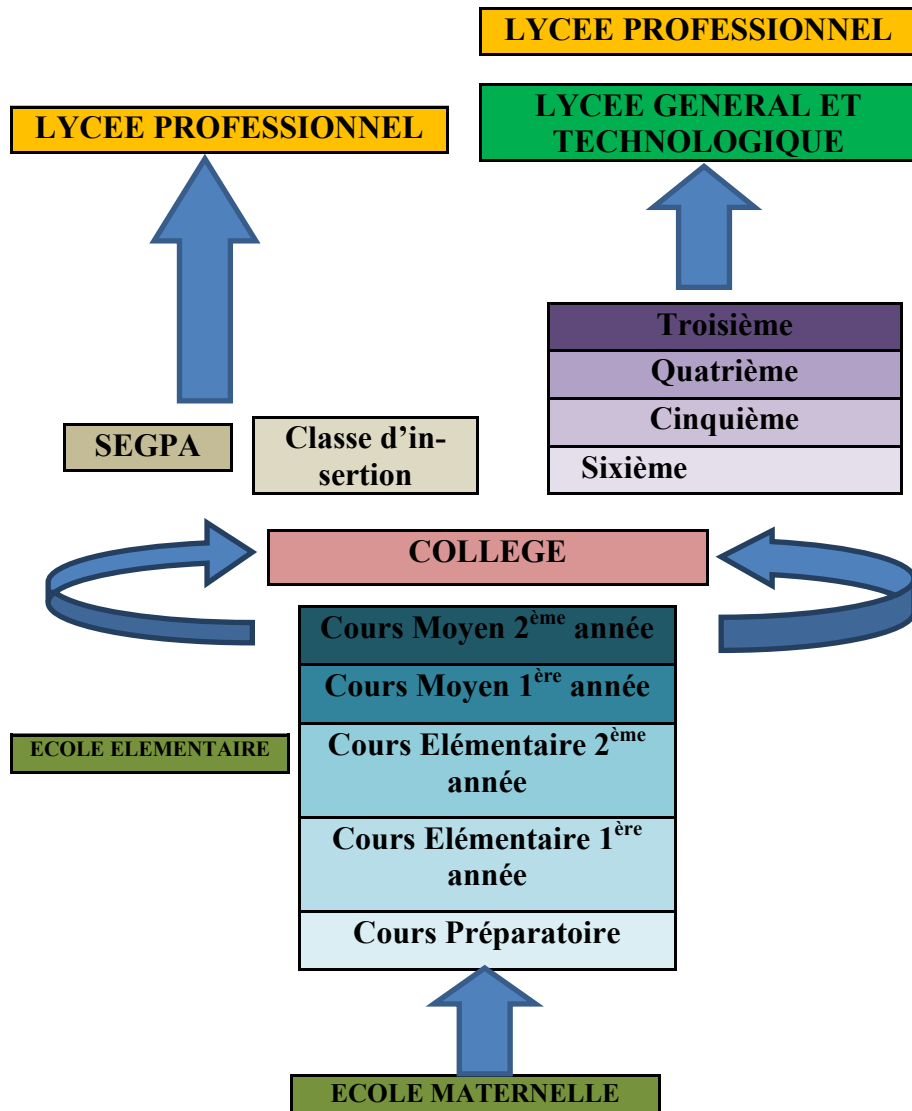 LYCEE PROFESSIONNEL
LYCEE GENERAL ET
TECHNOLOGIQUE
LYCEE PROFESSIONNEL
Troisième
Quatrième
Cinquième
Sixième
SEGPA
Classe d’in-
sertion
COLLEGE
Cours Moyen 2ème année
Cours Moyen 1ère année
ECOLE ELEMENTAIRE
Cours Elémentaire 2ème
année
Cours Elémentaire 1ère
année
Cours Préparatoire
ECOLE MATERNELLE